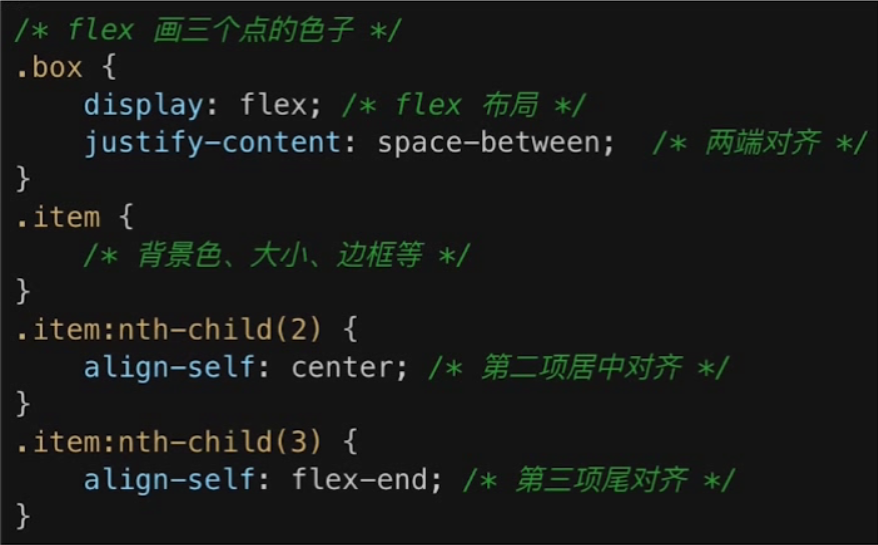 /* flex 画三个点的色子 */
.box {
    display: flex; /* flex 布局 */
    justify-content: space-between;  /* 两端对齐 */
}
.item {
    /* 背景色、大小、边框等 */
}
.item:nth-child(2) {
    align-self: center; /* 第二项居中对齐 */
}
.item:nth-child(3) {
    align-self: flex-end; /* 第三项尾对齐 */
}